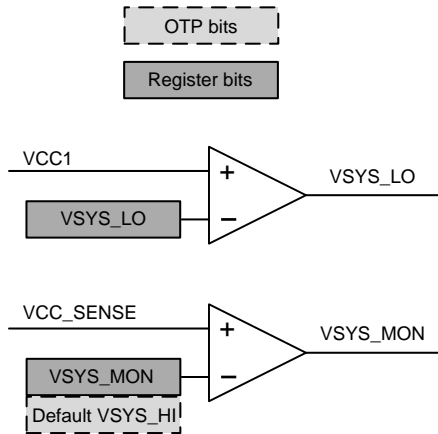 OTP bits
Register bits
VCC1
VSYS_LO
+
VSYS_LO
−
VCC_SENSE
VSYS_MON
+
VSYS_MON
−
Default VSYS_HI